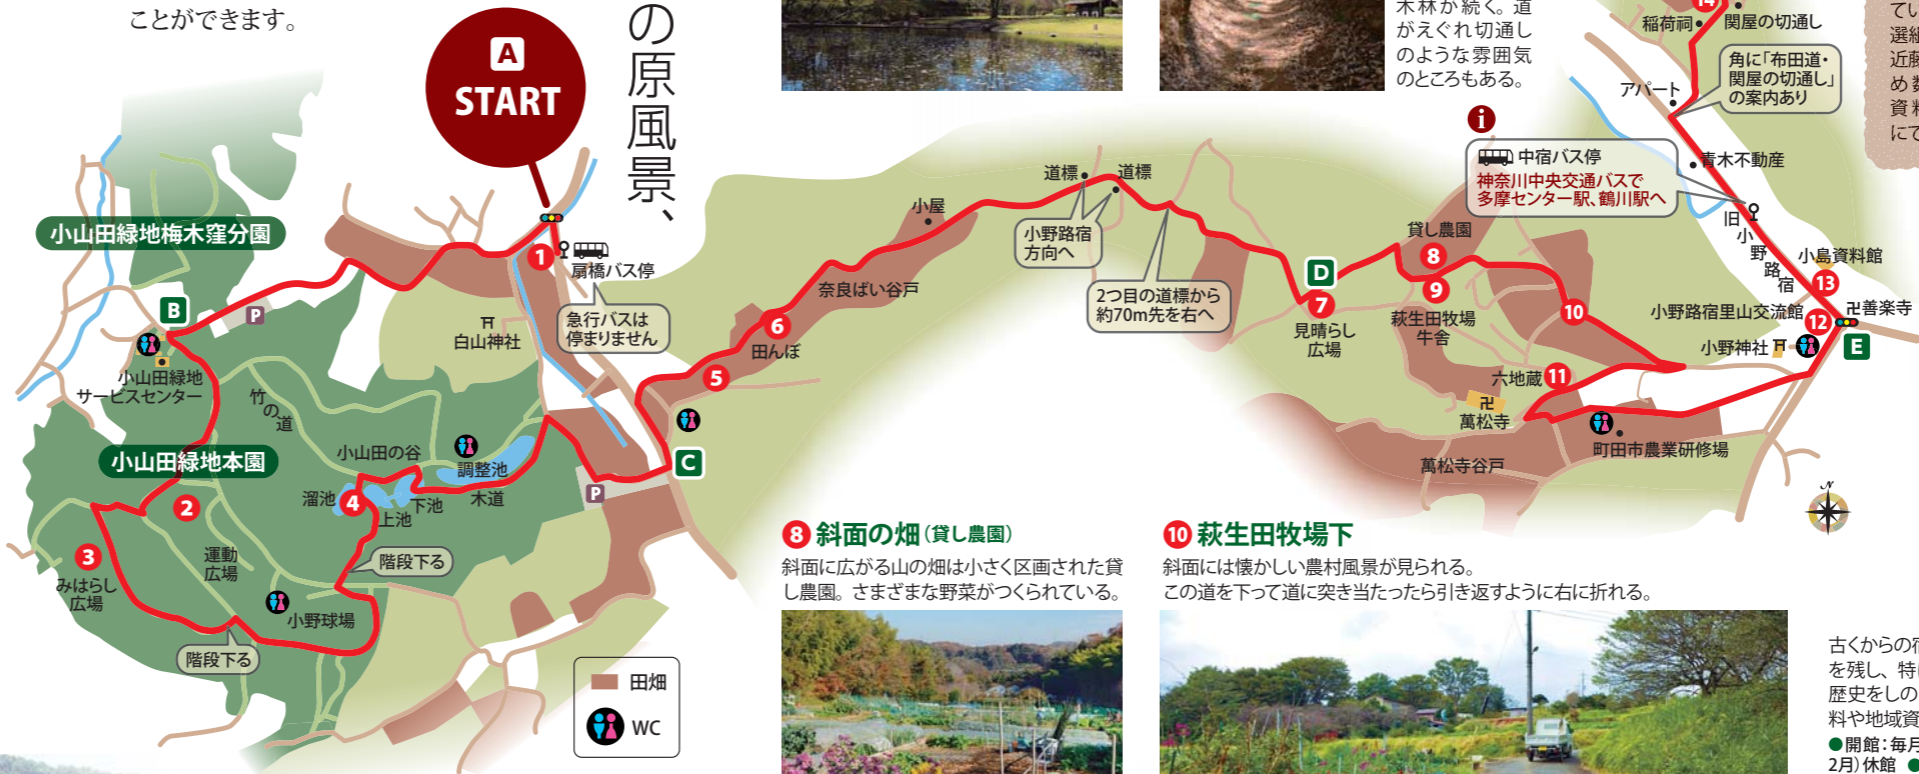 ことができます。
の原風景、
A
START
木林が続く。道
がえぐれ切通し
のような雰囲気
のところもある。
14
稲荷祠
関屋の切通し
角に「布田道・
関屋の切通し」
の案内あり
アパート
青木不動産
i
中宿バス停
神奈川中央交通バスで
多摩センター駅、鶴川駅へ
旧小野路宿
小島資料館
13
小野路宿里山交流館
12
卍善楽寺
小野神社
E
小山田緑地梅木窪分園
B
P
小山田緑地
サービスセンター
1
扇橋バス停
急行バスは
停まりません
白山神社
竹の道
小山田緑地本園
小山田の谷
調整池
溜池
4
上池
下池
木道
P
C
2
3
みはらし
広場
運動
広場
階段下る
小野球場
階段下る
田畑
WC
5
6
田んぼ
奈良ばい谷戸
小屋
道標
道標
小野路宿
方向へ
2つ目の道標から
約70m先を右へ
D
7
見晴らし
広場
貸し農園
8
9
萩生田牧場
牛舎
10
六地蔵
11
卍
萬松寺
萬松寺谷戸
町田市農業研修場
N
8 斜面の畑(貸し農園)
斜面に広がる山の畑は小さく区画された貸
し農園。さまざまな野菜がつくられている。
10 萩生田牧場下
斜面には懐かしい農村風景が見られる。
この道を下って道に突き当たったら引き返すように右に折れる。
てい
選組
近藤
め数
資料
にて
古くからの宿
を残し、特に
歴史をしの
料や地域資
●開館：毎月
2月)休館 ●